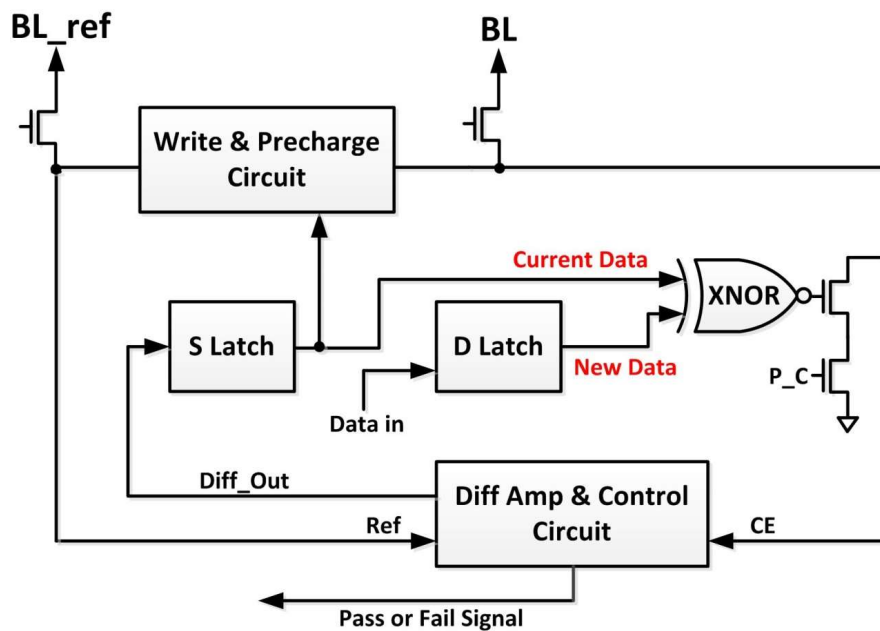 BL_ref
BL
Write & Precharge
Circuit
Current Data
XNOR
S Latch
D Latch
New Data
P_C
Data in
Diff_Out
Diff Amp & Control
Circuit
Ref
CE
Pass or Fail Signal